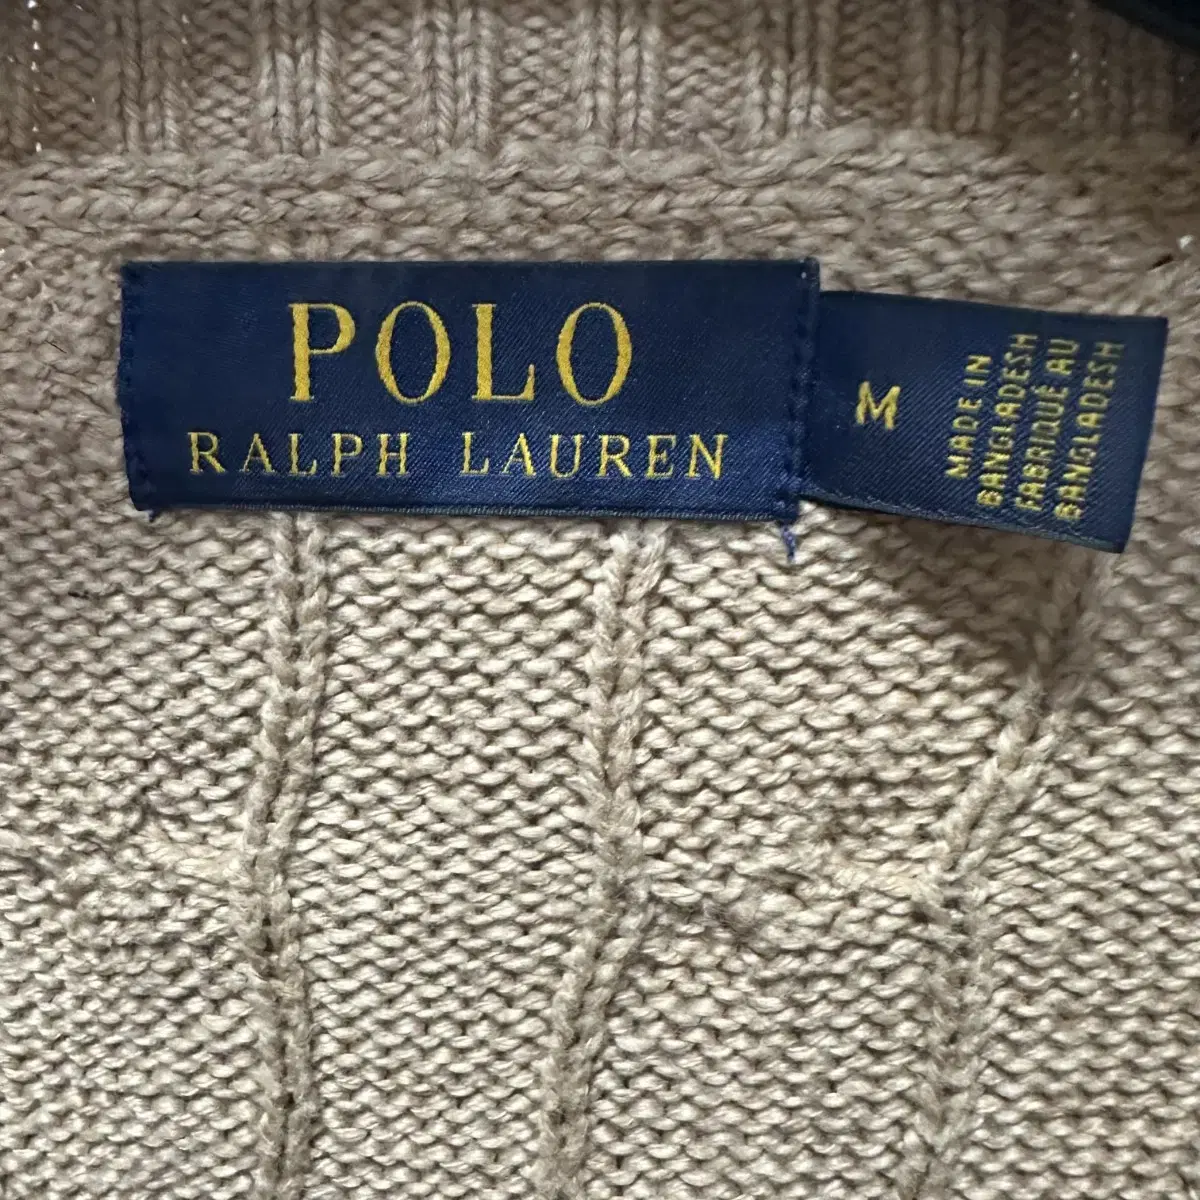 POLO
RALPH LAUREN
M
MADE IN
BANGLADESH
FABRIQUÉ AU
BANGLADESH